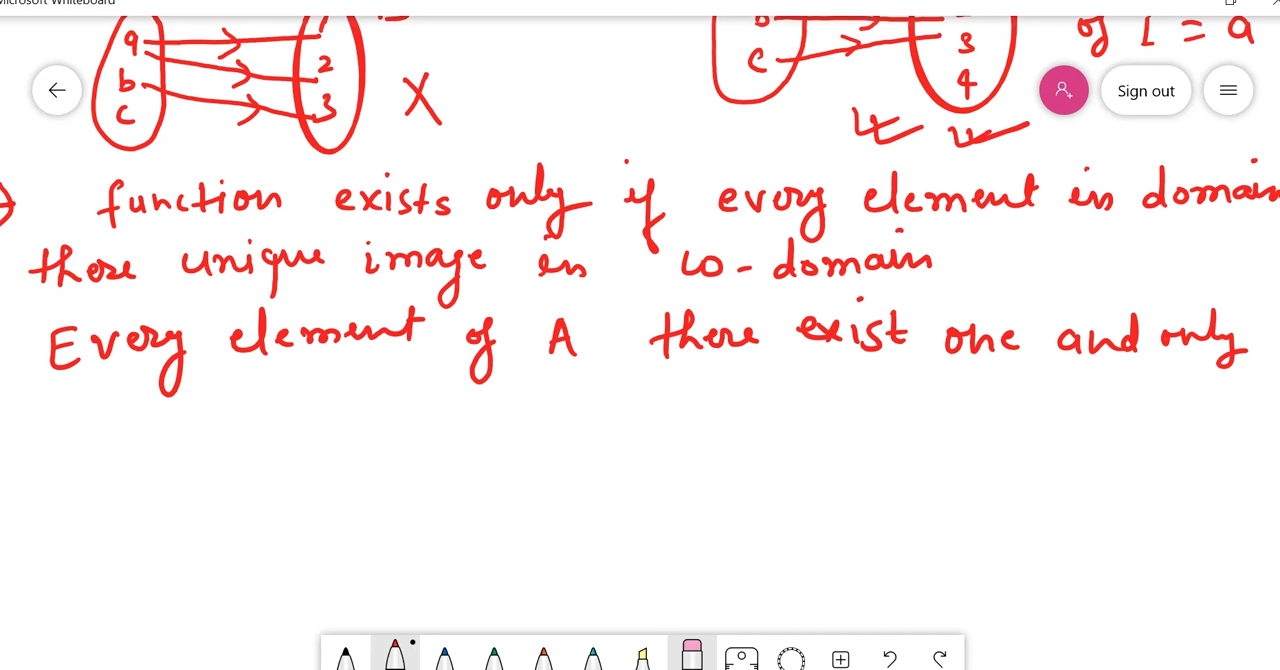 Microsoft Whiteboard
a
b
c
2
3
X
c
3
4
of 1 = a
Sign out
function exists only if every element in domain
there unique image in co-domain
Every element of A there exist one and only